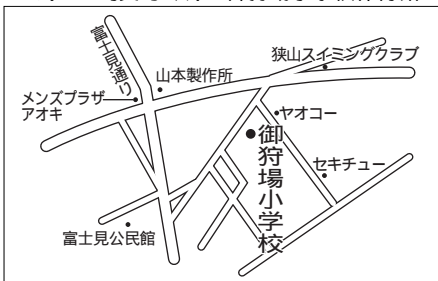 富士見通り
山本製作所
狭山スイミングクラブ
メンズプラザ
アオキ
ヤオコー
御狩場小学校
セキチュー
富士見公民館